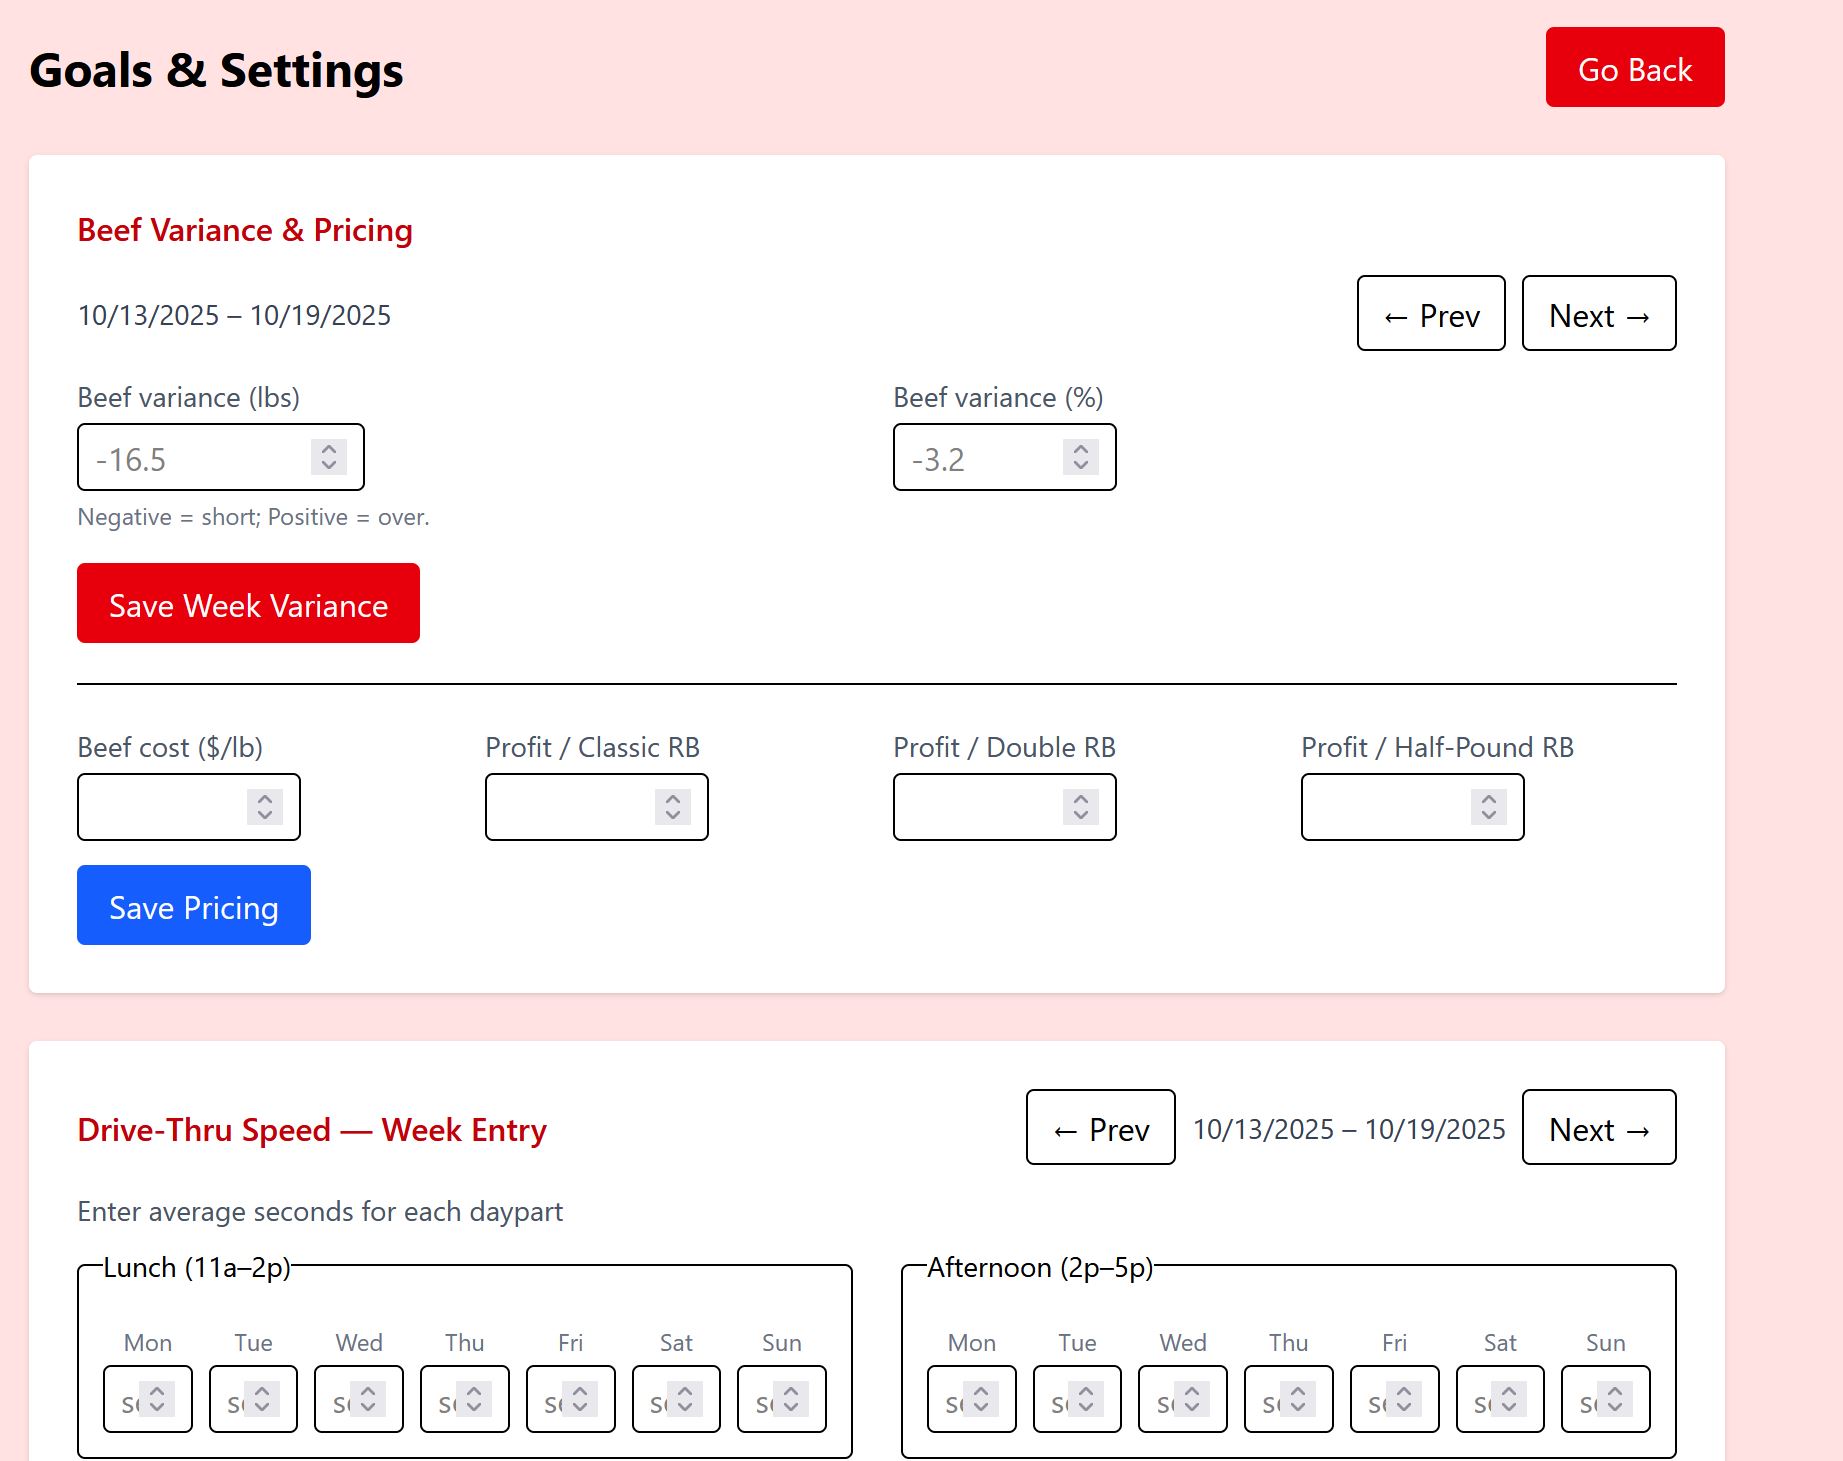 Goals & Settings
Go Back
Beef Variance & Pricing
10/13/2025 – 10/19/2025
← Prev
Next →
Beef variance (lbs)
Beef variance (%)
-16.5
-3.2
Negative = short; Positive = over.
Save Week Variance
Beef cost ($/lb)
Profit / Classic RB
Profit / Double RB
Profit / Half-Pound RB
Save Pricing
Drive-Thru Speed — Week Entry
← Prev
10/13/2025 – 10/19/2025
Next →
Enter average seconds for each daypart
Lunch (11a–2p)
Mon Tue Wed Thu Fri Sat Sun
Afternoon (2p–5p)
Mon Tue Wed Thu Fri Sat Sun